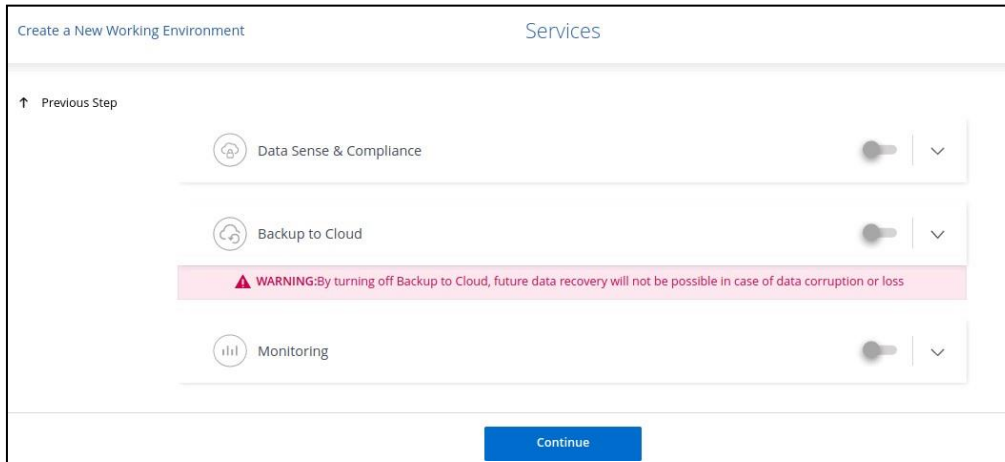 Create a New Working Environment
Services
↑ Previous Step
Data Sense & Compliance
Backup to Cloud
WARNING:By turning off Backup to Cloud, future data recovery will not be possible in case of data corruption or loss
Monitoring
Continue